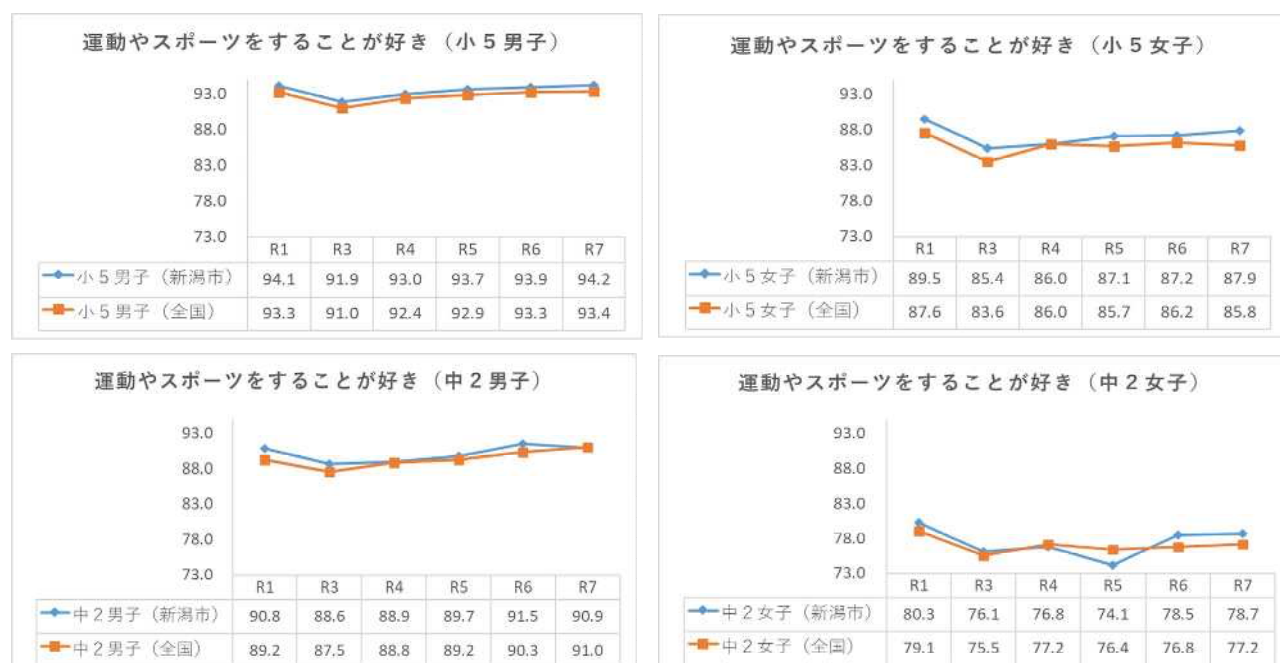 運動やスポーツをすることが好き（小５男子）
93.0
88.0
83.0
78.0
73.0
R1 R3 R4 R5 R6 R7
小５男子（新潟市） 94.1 91.9 93.0 93.7 93.9 94.2
小５男子（全国） 93.3 91.0 92.4 92.9 93.3 93.4
運動やスポーツをすることが好き（小５女子）
93.0
88.0
83.0
78.0
73.0
R1 R3 R4 R5 R6 R7
小５女子（新潟市） 89.5 85.4 86.0 87.1 87.2 87.9
小５女子（全国） 87.6 83.6 86.0 85.7 86.2 85.8
運動やスポーツをすることが好き（中２男子）
93.0
88.0
83.0
78.0
73.0
R1 R3 R4 R5 R6 R7
中２男子（新潟市） 90.8 88.6 88.9 89.7 91.5 90.9
中２男子（全国） 89.2 87.5 88.8 89.2 90.3 91.0
運動やスポーツをすることが好き（中２女子）
93.0
88.0
83.0
78.0
73.0
R1 R3 R4 R5 R6 R7
中２女子（新潟市） 80.3 76.1 76.8 74.1 78.5 78.7
中２女子（全国） 79.1 75.5 77.2 76.4 76.8 77.2